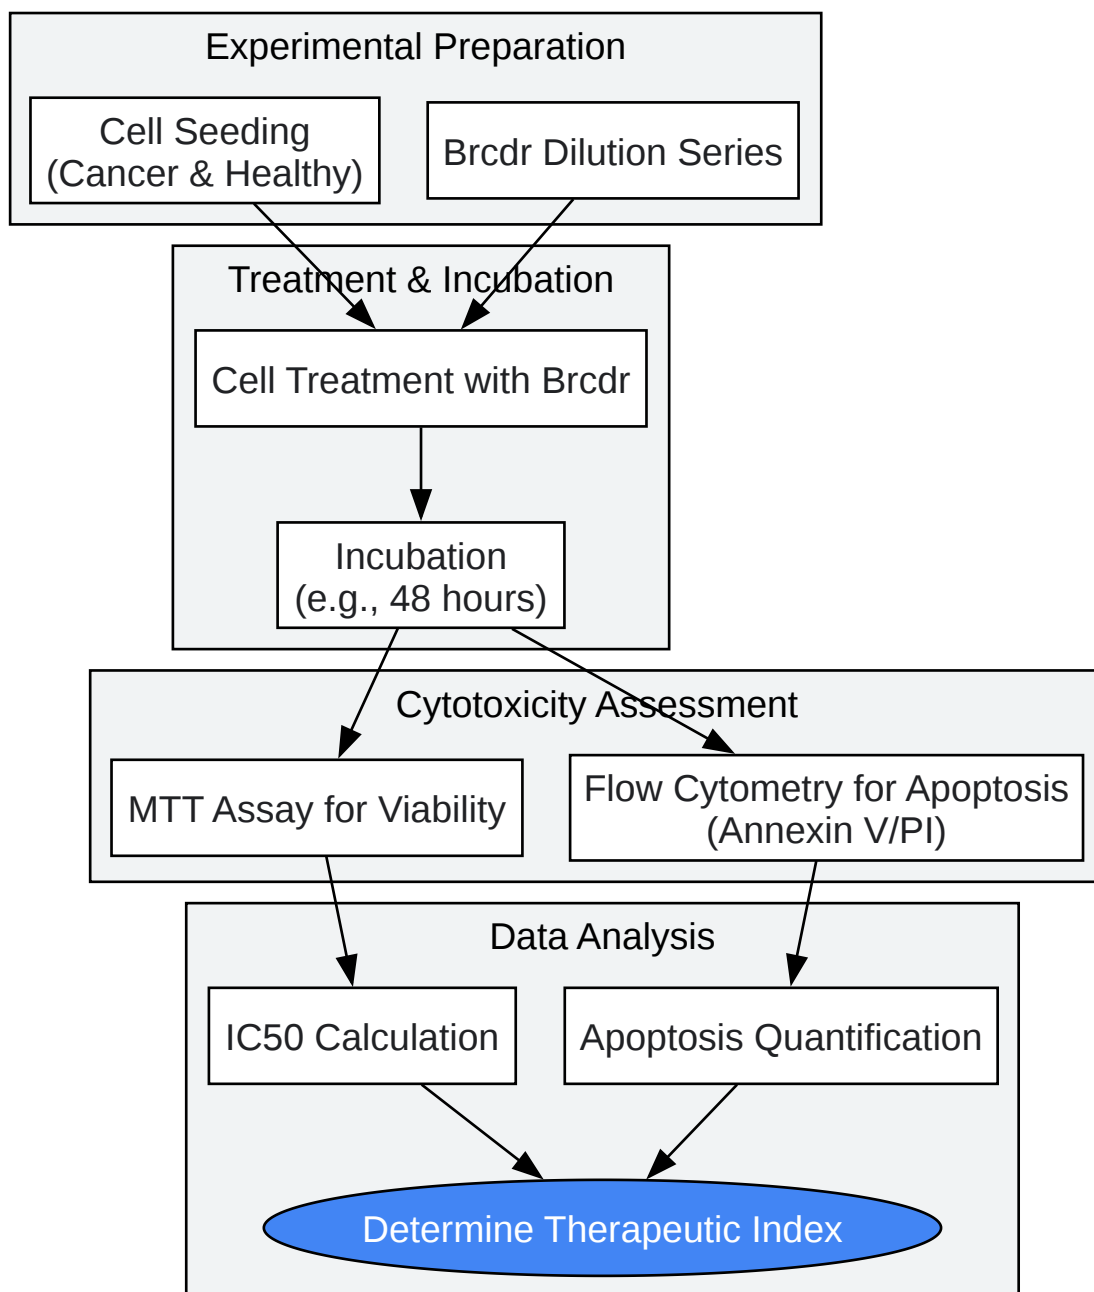 Experimental Preparation
Cell Seeding
(Cancer & Healthy)
Brcdr Dilution Series
Treatment & Incubation
Cell Treatment with Brcdr
Incubation
(e.g., 48 hours)
Cytotoxicity Assessment
MTT Assay for Viability
Flow Cytometry for Apoptosis
(Annexin V/PI)
Data Analysis
IC50 Calculation
Apoptosis Quantification
Determine Therapeutic Index